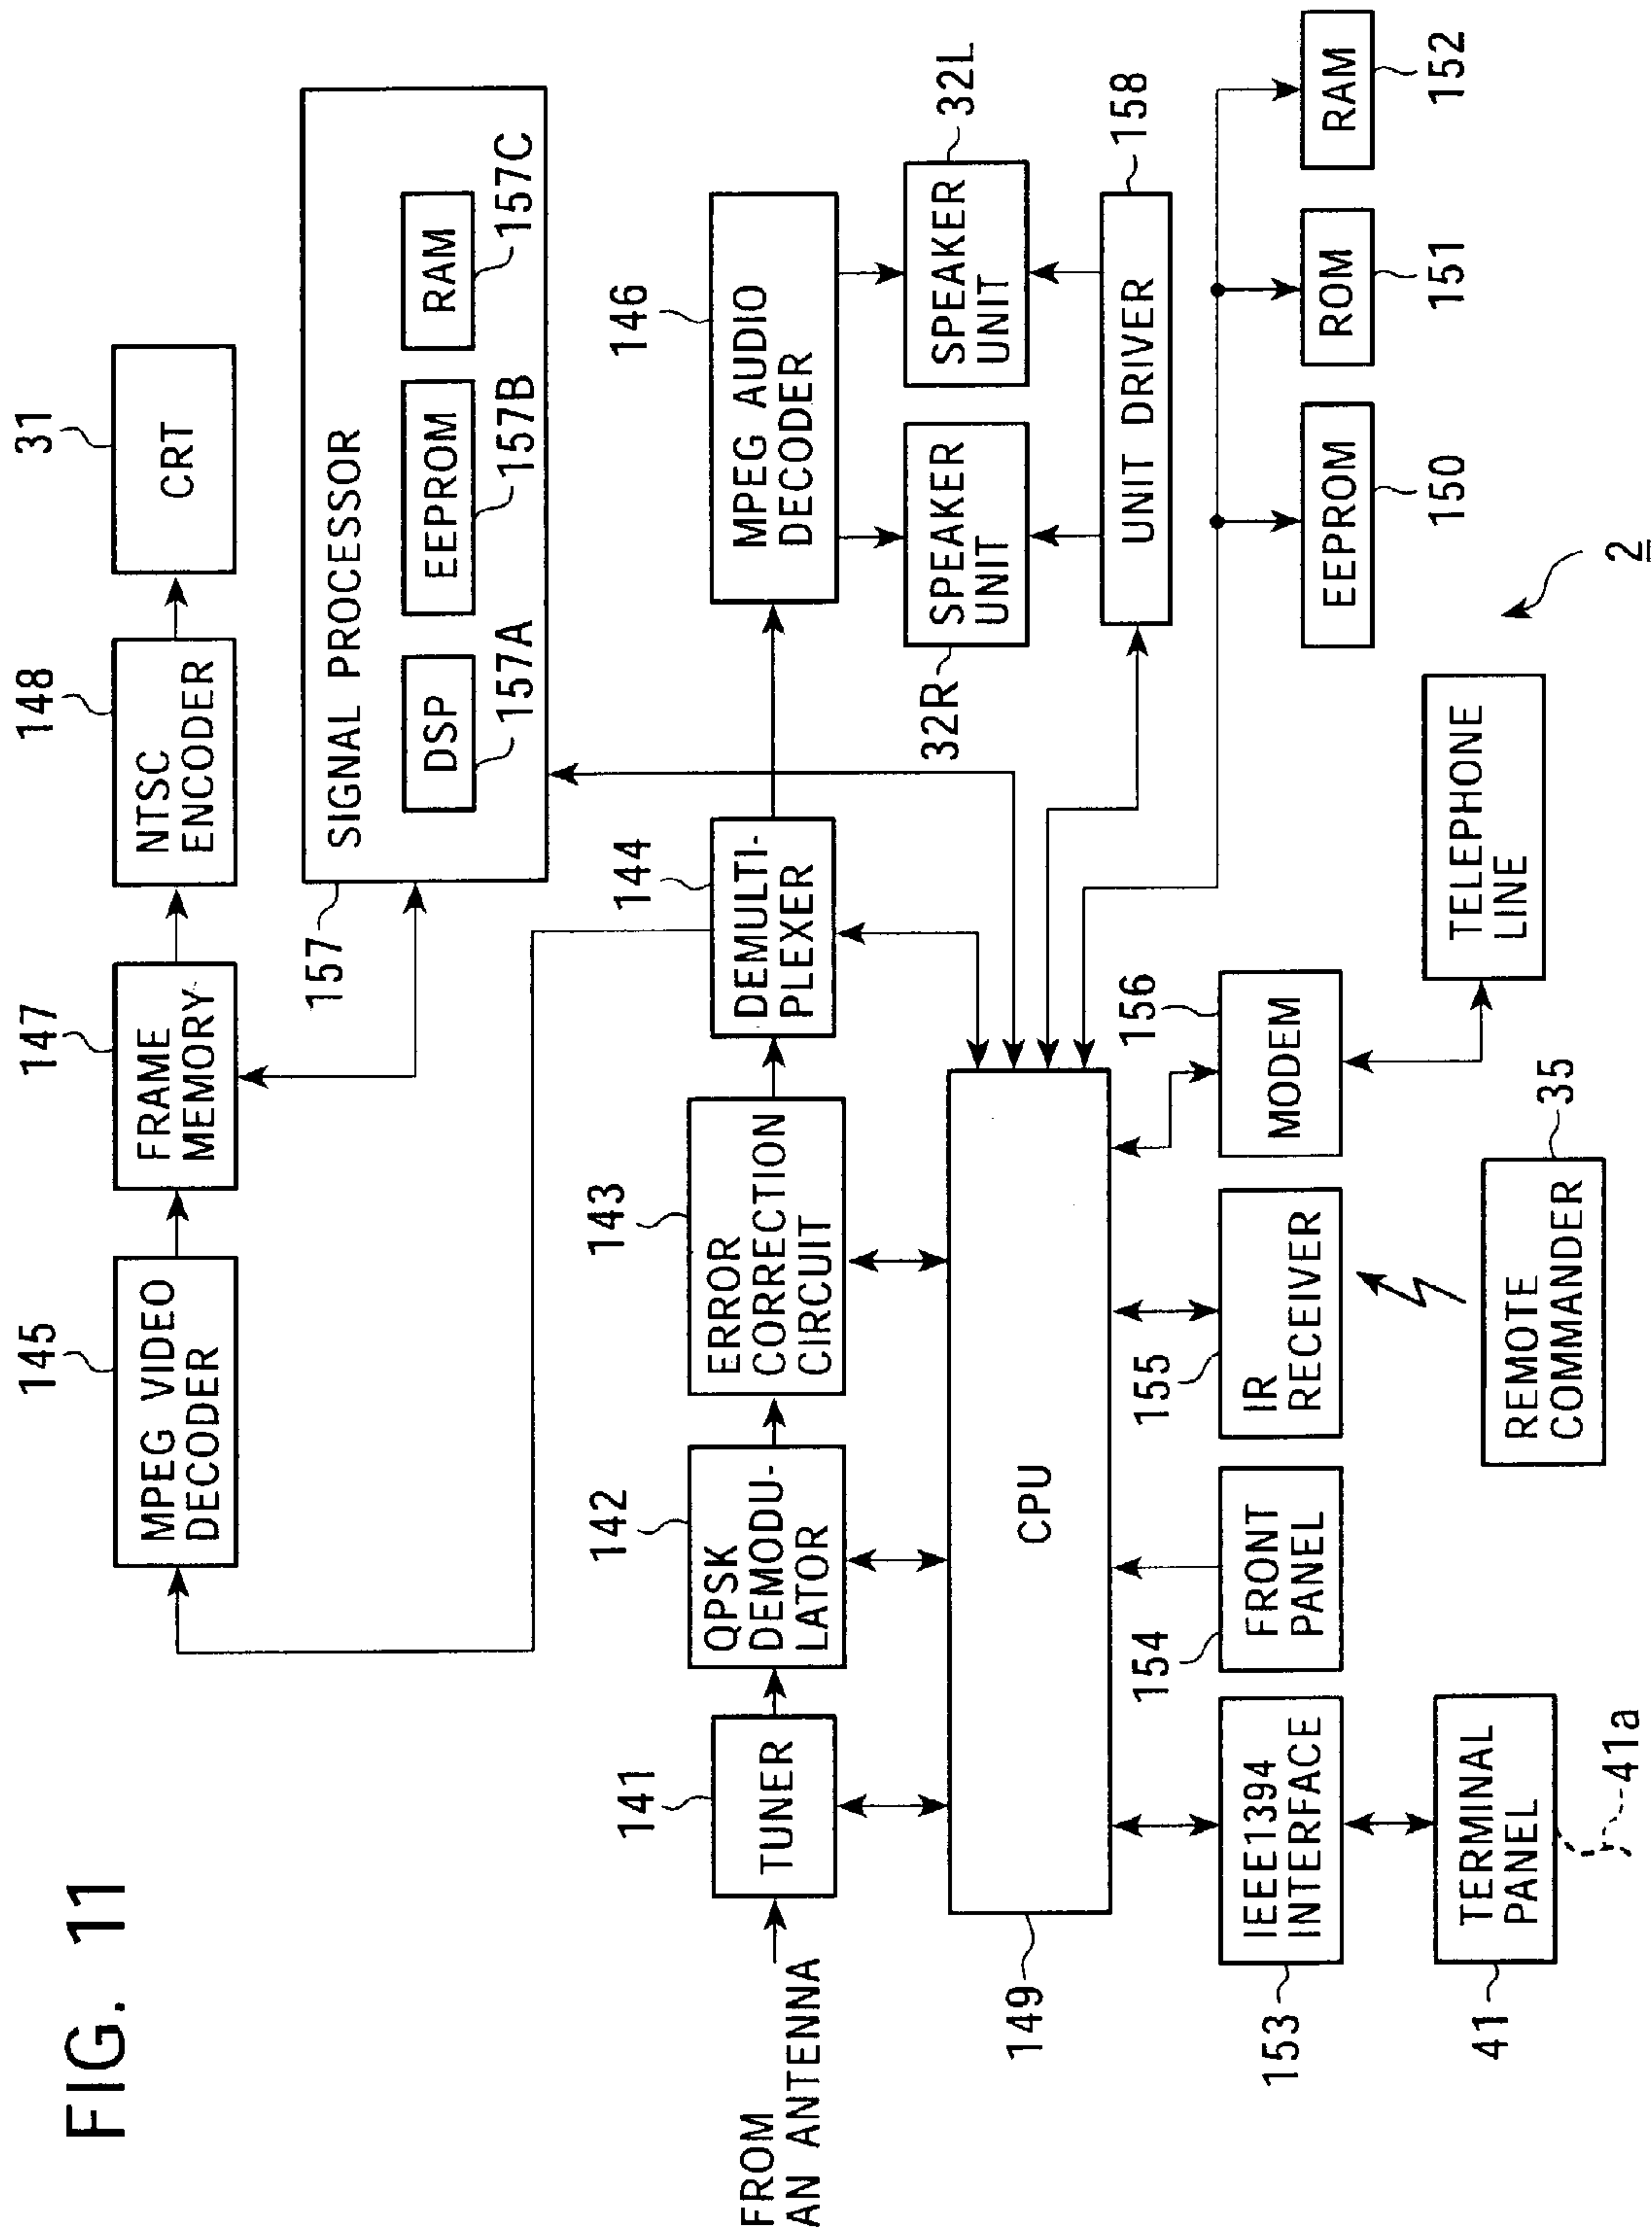 FIG. 11
145
147
148
31
MPEG VIDEO
DECODER
FRAME
MEMORY
NTSC
ENCODER
CRT
157
SIGNAL PROCESSOR
DSP
EEPROM
RAM
157A
157B
157C
141
142
143
144
146
FROM
AN ANTENNA
TUNER
QPSK
DEMODU-
LATOR
ERROR
CORRECTION
CIRCUIT
DEMULTI-
PLEXER
MPEG AUDIO
DECODER
32R
SPEAKER
UNIT
SPEAKER
UNIT
32L
149
CPU
UNIT DRIVER
158
153
IEEE1394
INTERFACE
154
FRONT
PANEL
155
IR
RECEIVER
156
MODEM
EEPROM
150
ROM
151
RAM
152
41
TERMINAL
PANEL
41a
REMOTE
COMMANDER
35
TELEPHONE
LINE
2